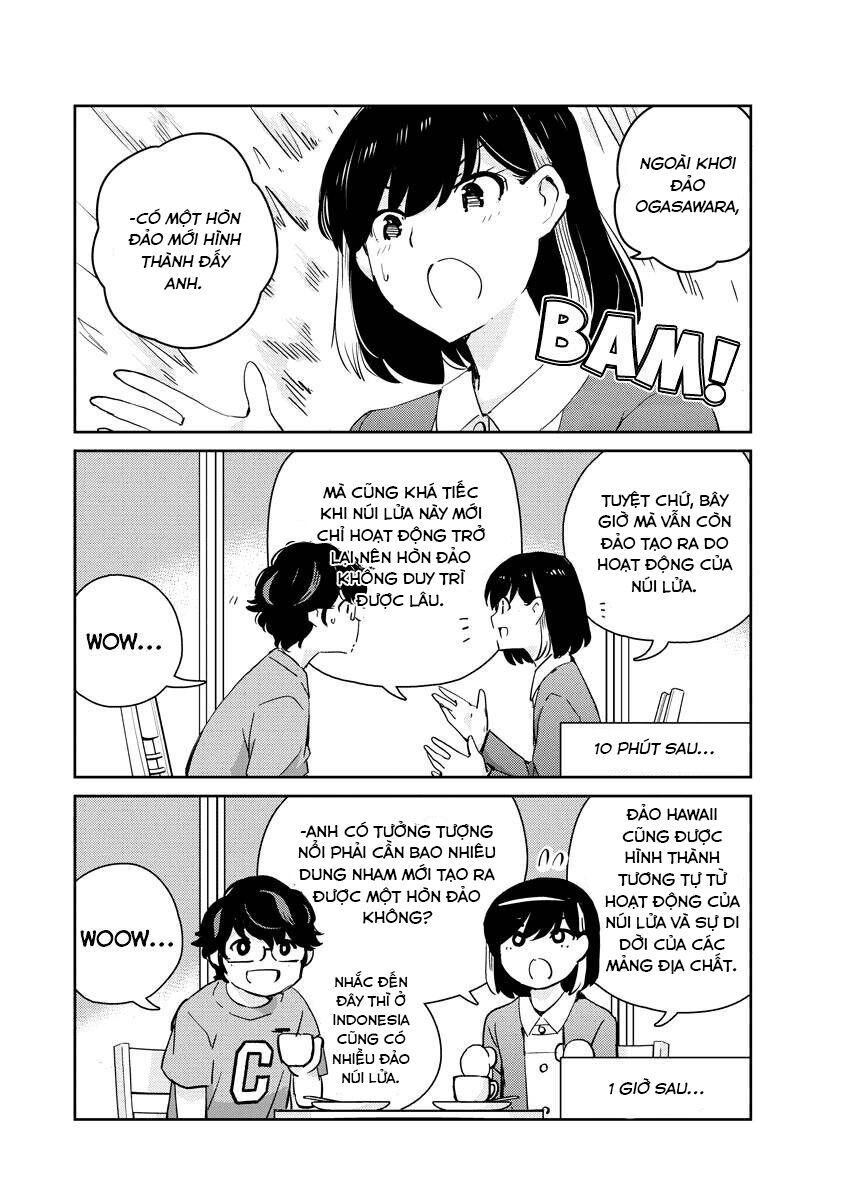 NGOÀI KHƠI
ĐẢO
OGASAWARA,
-CÓ MỘT HÒN
ĐẢO MỚI HÌNH
THÀNH ĐẤY
ANH.
BAM!
TUYỆT CHỨ, BÂY
GIỜ MÀ VẪN CÒN
ĐẢO TẠO RA DO
HOẠT ĐỘNG CỦA
NÚI LỬA.
MÀ CŨNG KHÁ TIẾC
KHI NÚI LỬA NÀY MỚI
CHỈ HOẠT ĐỘNG TRỞ
LẠI NÊN HÒN ĐẢO
KHÔNG DUY TRÌ
ĐƯỢC LÂU.
WOW...
10 PHÚT SAU...
ĐẢO HAWAII
CŨNG ĐƯỢC
HÌNH THÀNH
TƯƠNG TỰ TỪ
HOẠT ĐỘNG CỦA
NÚI LỬA VÀ SỰ DI
DỜI CỦA CÁC
MẢNG ĐỊA CHẤT.
-ANH CÓ TƯỞNG TƯỢNG
NỔI PHẢI CẦN BAO NHIÊU
DUNG NHAM MỚI TẠO RA
ĐƯỢC MỘT HÒN ĐẢO
KHÔNG?
NHẮC ĐẾN
ĐÂY THÌ Ở
INDONESIA
CŨNG CÓ
NHIỀU ĐẢO
NÚI LỬA.
WOOW...
C
1 GIỜ SAU...